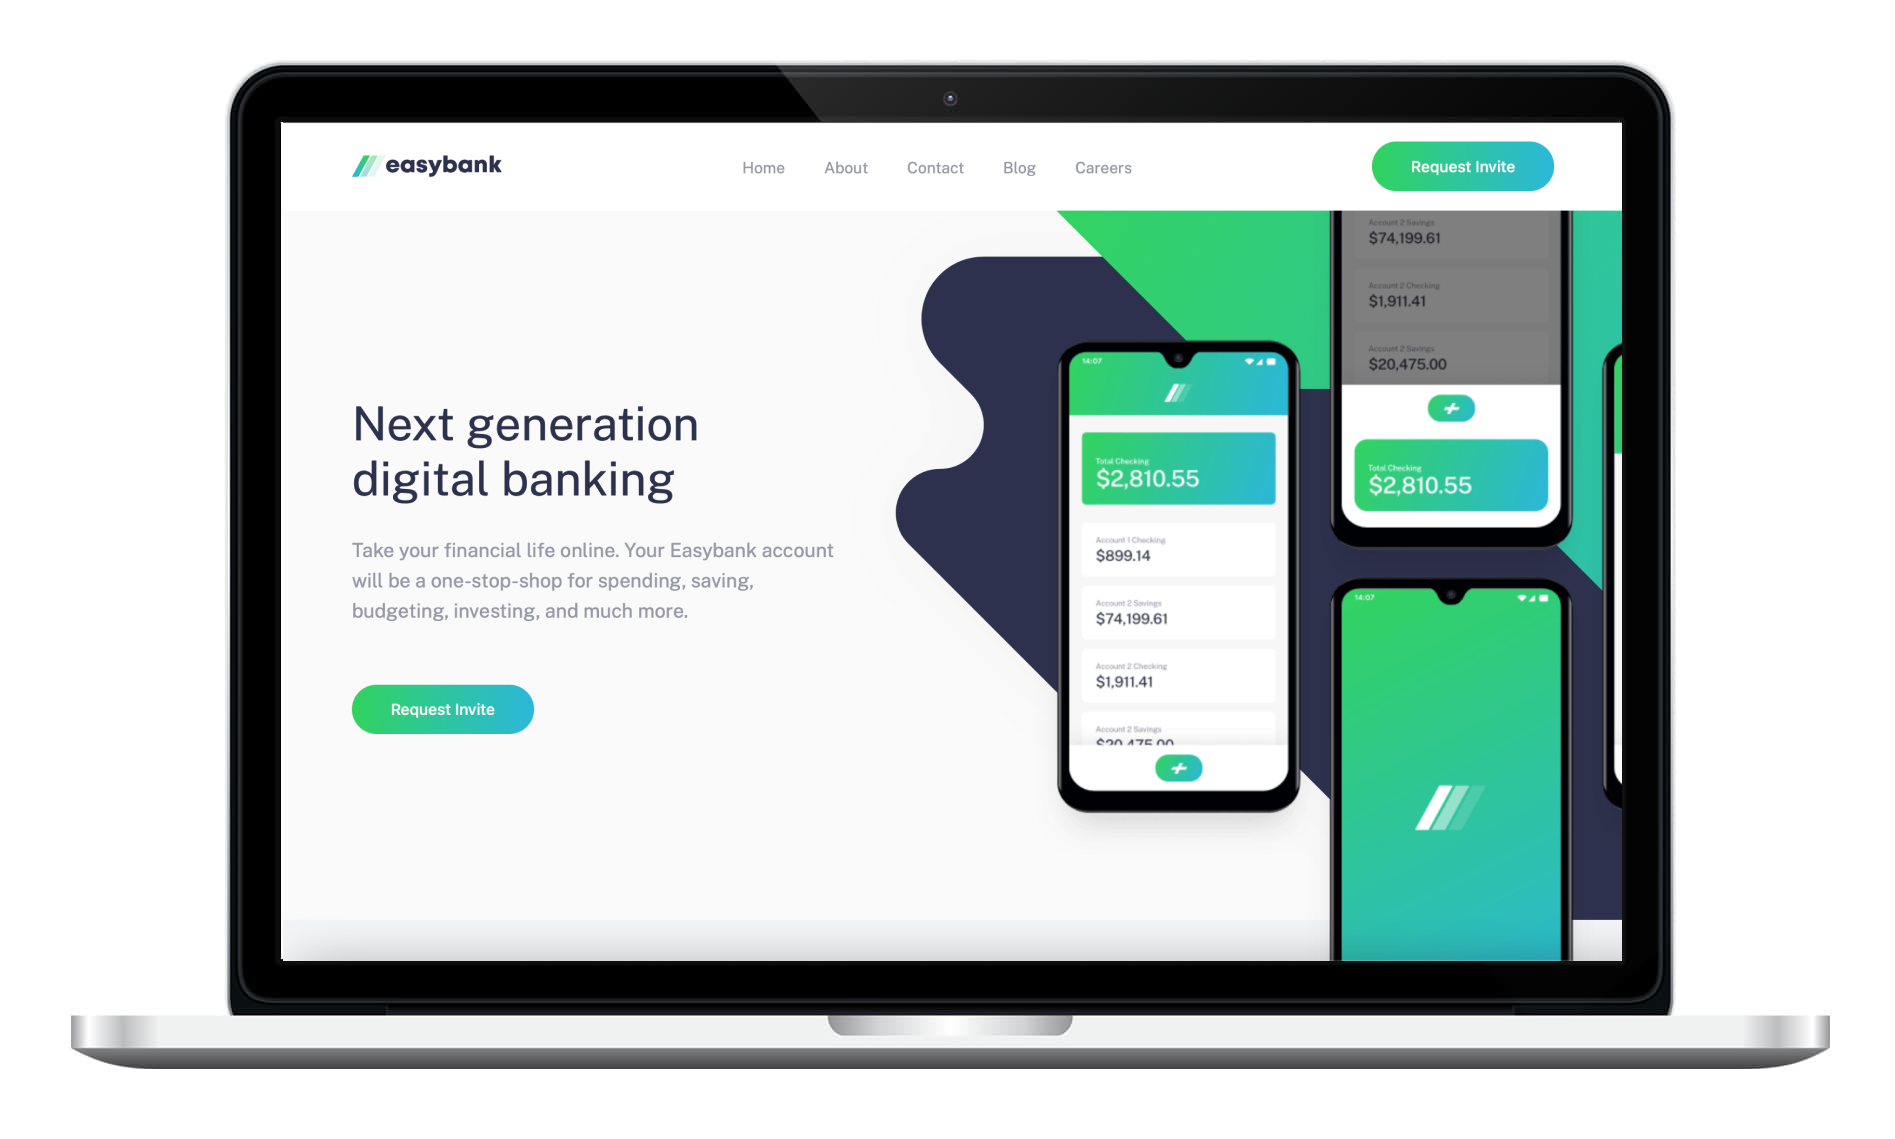 easybank
Home
About
Contact
Blog
Careers
Request Invite
Next generation
digital banking
Take your financial life online. Your Easybank account
will be a one-stop-shop for spending, saving,
budgeting, investing, and much more.
Request Invite
14:07
Total Checking
$2,810.55
Account 1 Checking
$899.14
Account 2 Savings
$74,199.61
Account 2 Checking
$1,911.41
Account 2 Savings
$20,475.00
Account 2 Savings
$74,199.61
Account 2 Checking
$1,911.41
Account 2 Savings
$20,475.00
Total Checking
$2,810.55
14:07